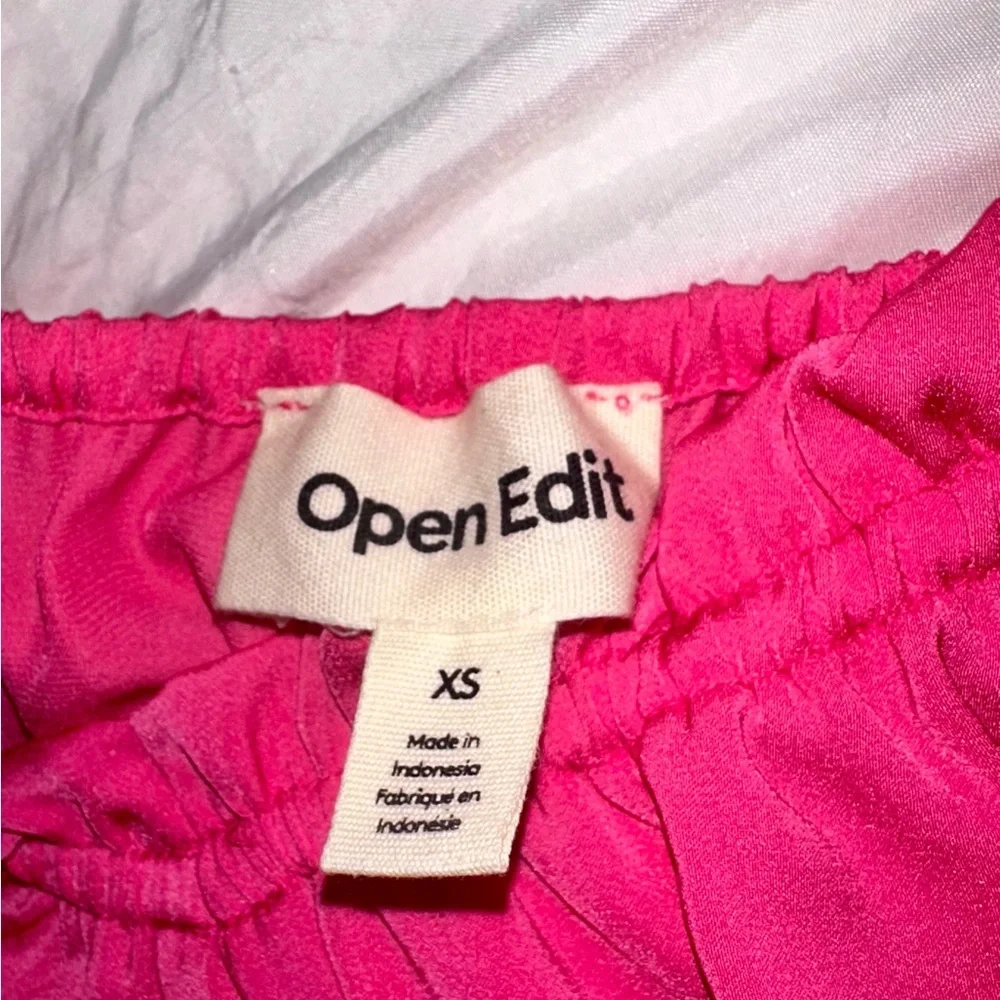 Open Edit
XS
Made in
Indonesia
Fabriqué en
Indonésie